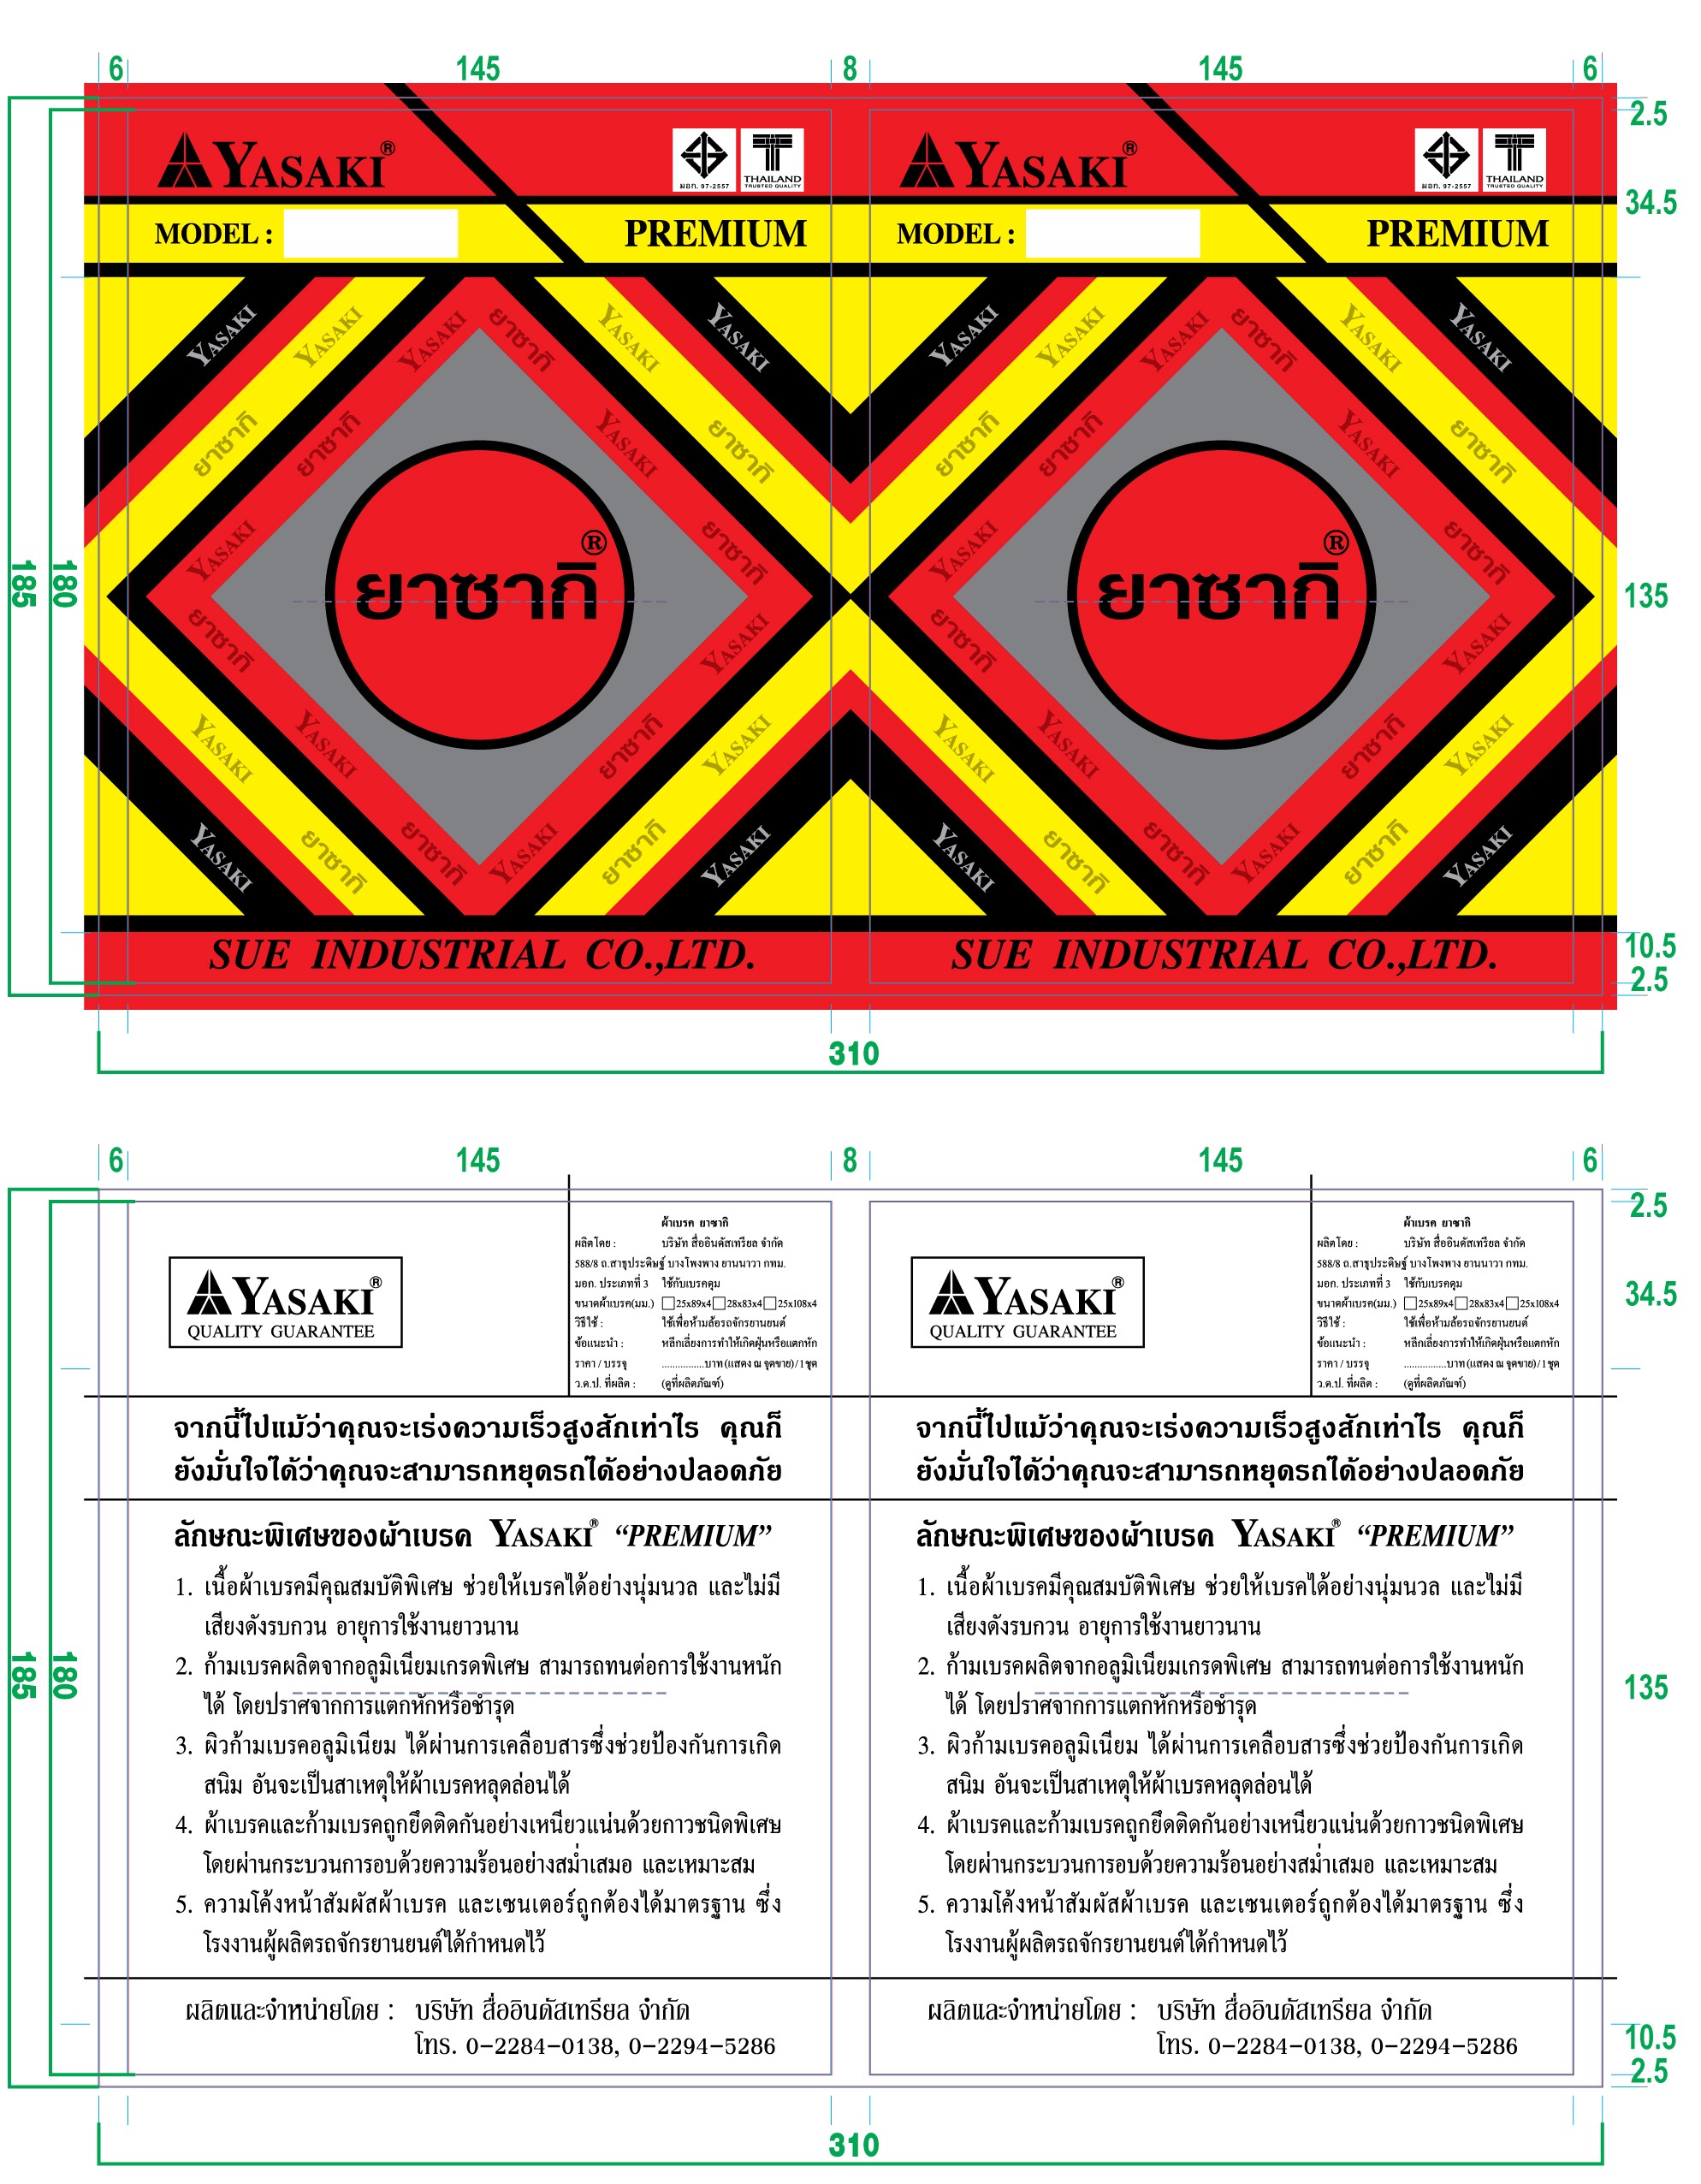 6 145 8 145 6
2.5
34.5
135
10.5
2.5
185
180
310
YASAKI®
มอก. 97-2557
THAILAND
TRUSTED QUALITY
MODEL :
PREMIUM
YASAKI YASAKI YASAKI ยาซากิ YASAKI YASAKI
ยาซากิ ยาซากิ YASAKI ยาซากิ
YASAKI ยาซากิ
ยาซากิ®
ยาซากิ YASAKI
YASAKI YASAKI ยาซากิ YASAKI
YASAKI ยาซากิ ยาซากิ YASAKI ยาซากิ YASAKI
SUE INDUSTRIAL CO.,LTD.
YASAKI®
มอก. 97-2557
THAILAND
TRUSTED QUALITY
MODEL :
PREMIUM
YASAKI YASAKI YASAKI ยาซากิ YASAKI YASAKI
ยาซากิ ยาซากิ YASAKI ยาซากิ
YASAKI ยาซากิ
ยาซากิ®
ยาซากิ YASAKI
YASAKI YASAKI ยาซากิ YASAKI
YASAKI ยาซากิ ยาซากิ YASAKI ยาซากิ YASAKI
SUE INDUSTRIAL CO.,LTD.
6 145 8 145 6
2.5
34.5
135
10.5
2.5
185
180
310
YASAKI®
QUALITY GUARANTEE
ผ้าเบรค ยาซากิ
ผลิตโดย : บริษัท สื่ออินดัสเทรียล จำกัด
588/8 ถ.สาธุประดิษฐ์ บางโพงพาง ยานนาวา กทม.
มอก. ประเภทที่ 3 ใช้กับเบรคดุม
ขนาดผ้าเบรค(มม.) 25x89x4 28x83x4 25x108x4
วิธีใช้ : ใช้เพื่อห้ามล้อรถจักรยานยนต์
ข้อแนะนำ : หลีกเลี่ยงการทำให้เกิดฝุ่นหรือแตกหัก
ราคา / บรรจุ ................บาท (แสดง ณ จุดขาย) / 1 ชุด
ว.ด.ป. ที่ผลิต : (ดูที่ผลิตภัณฑ์)
จากนี้ไปแม้ว่าคุณจะเร่งความเร็วสูงสักเท่าไร คุณก็
ยังมั่นใจได้ว่าคุณจะสามารถหยุดรถได้อย่างปลอดภัย
ลักษณะพิเศษของผ้าเบรค YASAKI® “PREMIUM”
1. เนื้อผ้าเบรคมีคุณสมบัติพิเศษ ช่วยให้เบรคได้อย่างนุ่มนวล และไม่มี
เสียงดังรบกวน อายุการใช้งานยาวนาน
2. ก้ามเบรคผลิตจากอลูมิเนียมเกรดพิเศษ สามารถทนต่อการใช้งานหนัก
ได้ โดยปราศจากการแตกหักหรือชำรุด
3. ผิวก้ามเบรคอลูมิเนียม ได้ผ่านการเคลือบสารซึ่งช่วยป้องกันการเกิด
สนิม อันจะเป็นสาเหตุให้ผ้าเบรคหลุดล่อนได้
4. ผ้าเบรคและก้ามเบรคถูกยึดติดกันอย่างเหนียวแน่นด้วยกาวชนิดพิเศษ
โดยผ่านกระบวนการอบด้วยความร้อนอย่างสม่ำเสมอ และเหมาะสม
5. ความโค้งหน้าสัมผัสผ้าเบรค และเซนเตอร์ถูกต้องได้มาตรฐาน ซึ่ง
โรงงานผู้ผลิตรถจักรยานยนต์ได้กำหนดไว้
ผลิตและจำหน่ายโดย : บริษัท สื่ออินดัสเทรียล จำกัด
โทร. 0-2284-0138, 0-2294-5286
YASAKI®
QUALITY GUARANTEE
ผ้าเบรค ยาซากิ
ผลิตโดย : บริษัท สื่ออินดัสเทรียล จำกัด
588/8 ถ.สาธุประดิษฐ์ บางโพงพาง ยานนาวา กทม.
มอก. ประเภทที่ 3 ใช้กับเบรคดุม
ขนาดผ้าเบรค(มม.) 25x89x4 28x83x4 25x108x4
วิธีใช้ : ใช้เพื่อห้ามล้อรถจักรยานยนต์
ข้อแนะนำ : หลีกเลี่ยงการทำให้เกิดฝุ่นหรือแตกหัก
ราคา / บรรจุ ................บาท (แสดง ณ จุดขาย) / 1 ชุด
ว.ด.ป. ที่ผลิต : (ดูที่ผลิตภัณฑ์)
จากนี้ไปแม้ว่าคุณจะเร่งความเร็วสูงสักเท่าไร คุณก็
ยังมั่นใจได้ว่าคุณจะสามารถหยุดรถได้อย่างปลอดภัย
ลักษณะพิเศษของผ้าเบรค YASAKI® “PREMIUM”
1. เนื้อผ้าเบรคมีคุณสมบัติพิเศษ ช่วยให้เบรคได้อย่างนุ่มนวล และไม่มี
เสียงดังรบกวน อายุการใช้งานยาวนาน
2. ก้ามเบรคผลิตจากอลูมิเนียมเกรดพิเศษ สามารถทนต่อการใช้งานหนัก
ได้ โดยปราศจากการแตกหักหรือชำรุด
3. ผิวก้ามเบรคอลูมิเนียม ได้ผ่านการเคลือบสารซึ่งช่วยป้องกันการเกิด
สนิม อันจะเป็นสาเหตุให้ผ้าเบรคหลุดล่อนได้
4. ผ้าเบรคและก้ามเบรคถูกยึดติดกันอย่างเหนียวแน่นด้วยกาวชนิดพิเศษ
โดยผ่านกระบวนการอบด้วยความร้อนอย่างสม่ำเสมอ และเหมาะสม
5. ความโค้งหน้าสัมผัสผ้าเบรค และเซนเตอร์ถูกต้องได้มาตรฐาน ซึ่ง
โรงงานผู้ผลิตรถจักรยานยนต์ได้กำหนดไว้
ผลิตและจำหน่ายโดย : บริษัท สื่ออินดัสเทรียล จำกัด
โทร. 0-2284-0138, 0-2294-5286